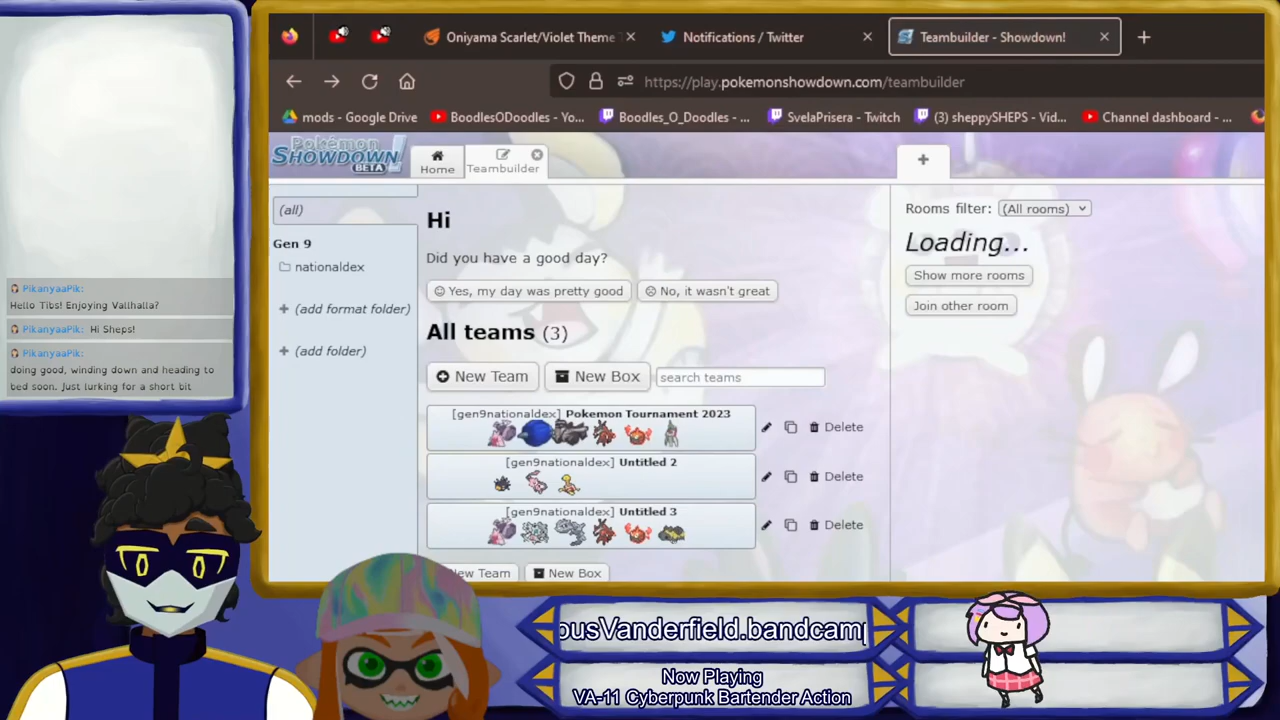 Oniyama Scarlet/Violet Theme
Notifications / Twitter
Teambuilder - Showdown!
https://play.pokemonshowdown.com/teambuilder
mods - Google Drive
BoodlesODoodles - Yo...
Boodles_O_Doodles - ...
SvelaPrisera - Twitch
(3) sheppySHEPS - Vid...
Channel dashboard - ...
Pokémon
SHOWDOWN!
BETA
Home
Teambuilder
(all)
Gen 9
nationaldex
(add format folder)
(add folder)
Hi
Did you have a good day?
Yes, my day was pretty good
No, it wasn't great
All teams (3)
New Team
New Box
search teams
[gen9nationaldex] Pokemon Tournament 2023
Delete
[gen9nationaldex] Untitled 2
Delete
[gen9nationaldex] Untitled 3
Delete
New Team
New Box
Rooms filter: (All rooms)
Loading...
Show more rooms
Join other room
PikanyaaPik:
Hello Tibs! Enjoying Vallhalla?
PikanyaaPik: Hi Sheps!
PikanyaaPik:
doing good, winding down and heading to
bed soon. Just lurking for a short bit
ousVanderfield.bandcamp
Now Playing
VA-11 Cyberpunk Bartender Action